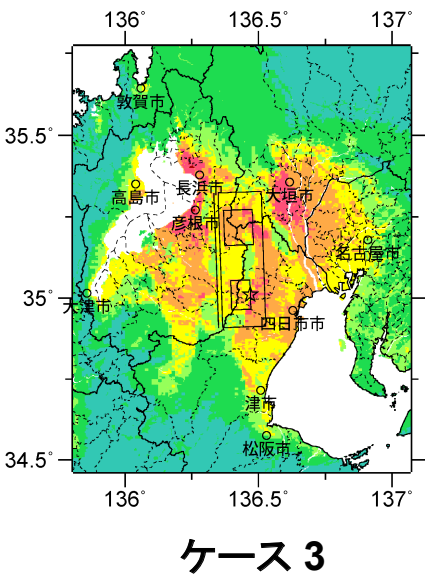 136° 136.5° 137°
敦賀市
35.5°
長浜市
高島市 大垣市
彦根市
名古屋市
35°
大津市
四日市市
津市
松阪市
34.5°
136° 136.5° 137°
ケース 3